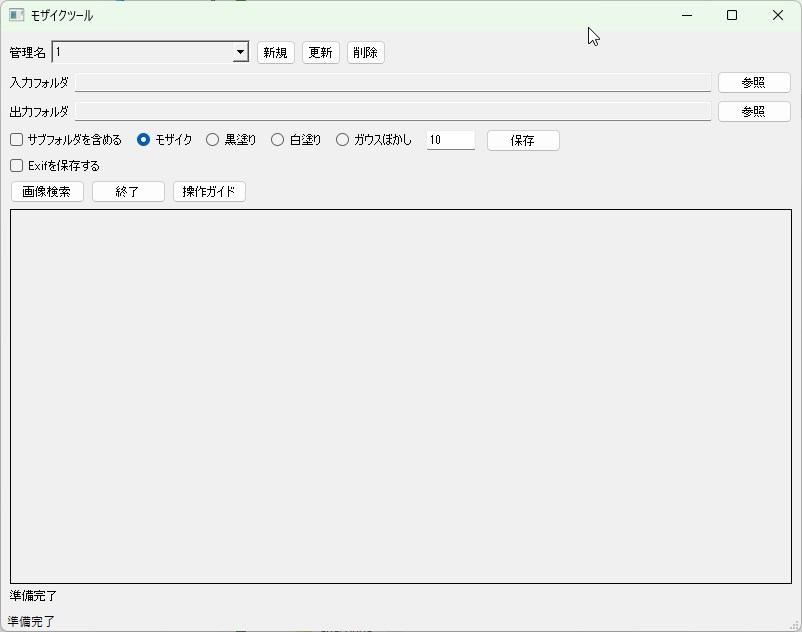 モザイクツール
管理名 1 新規 更新 削除
入力フォルダ 参照
出力フォルダ 参照
サブフォルダを含める モザイク 黒塗り 白塗り ガウスぼかし 10 保存
Exifを保存する
画像検索 終了 操作ガイド
準備完了
準備完了